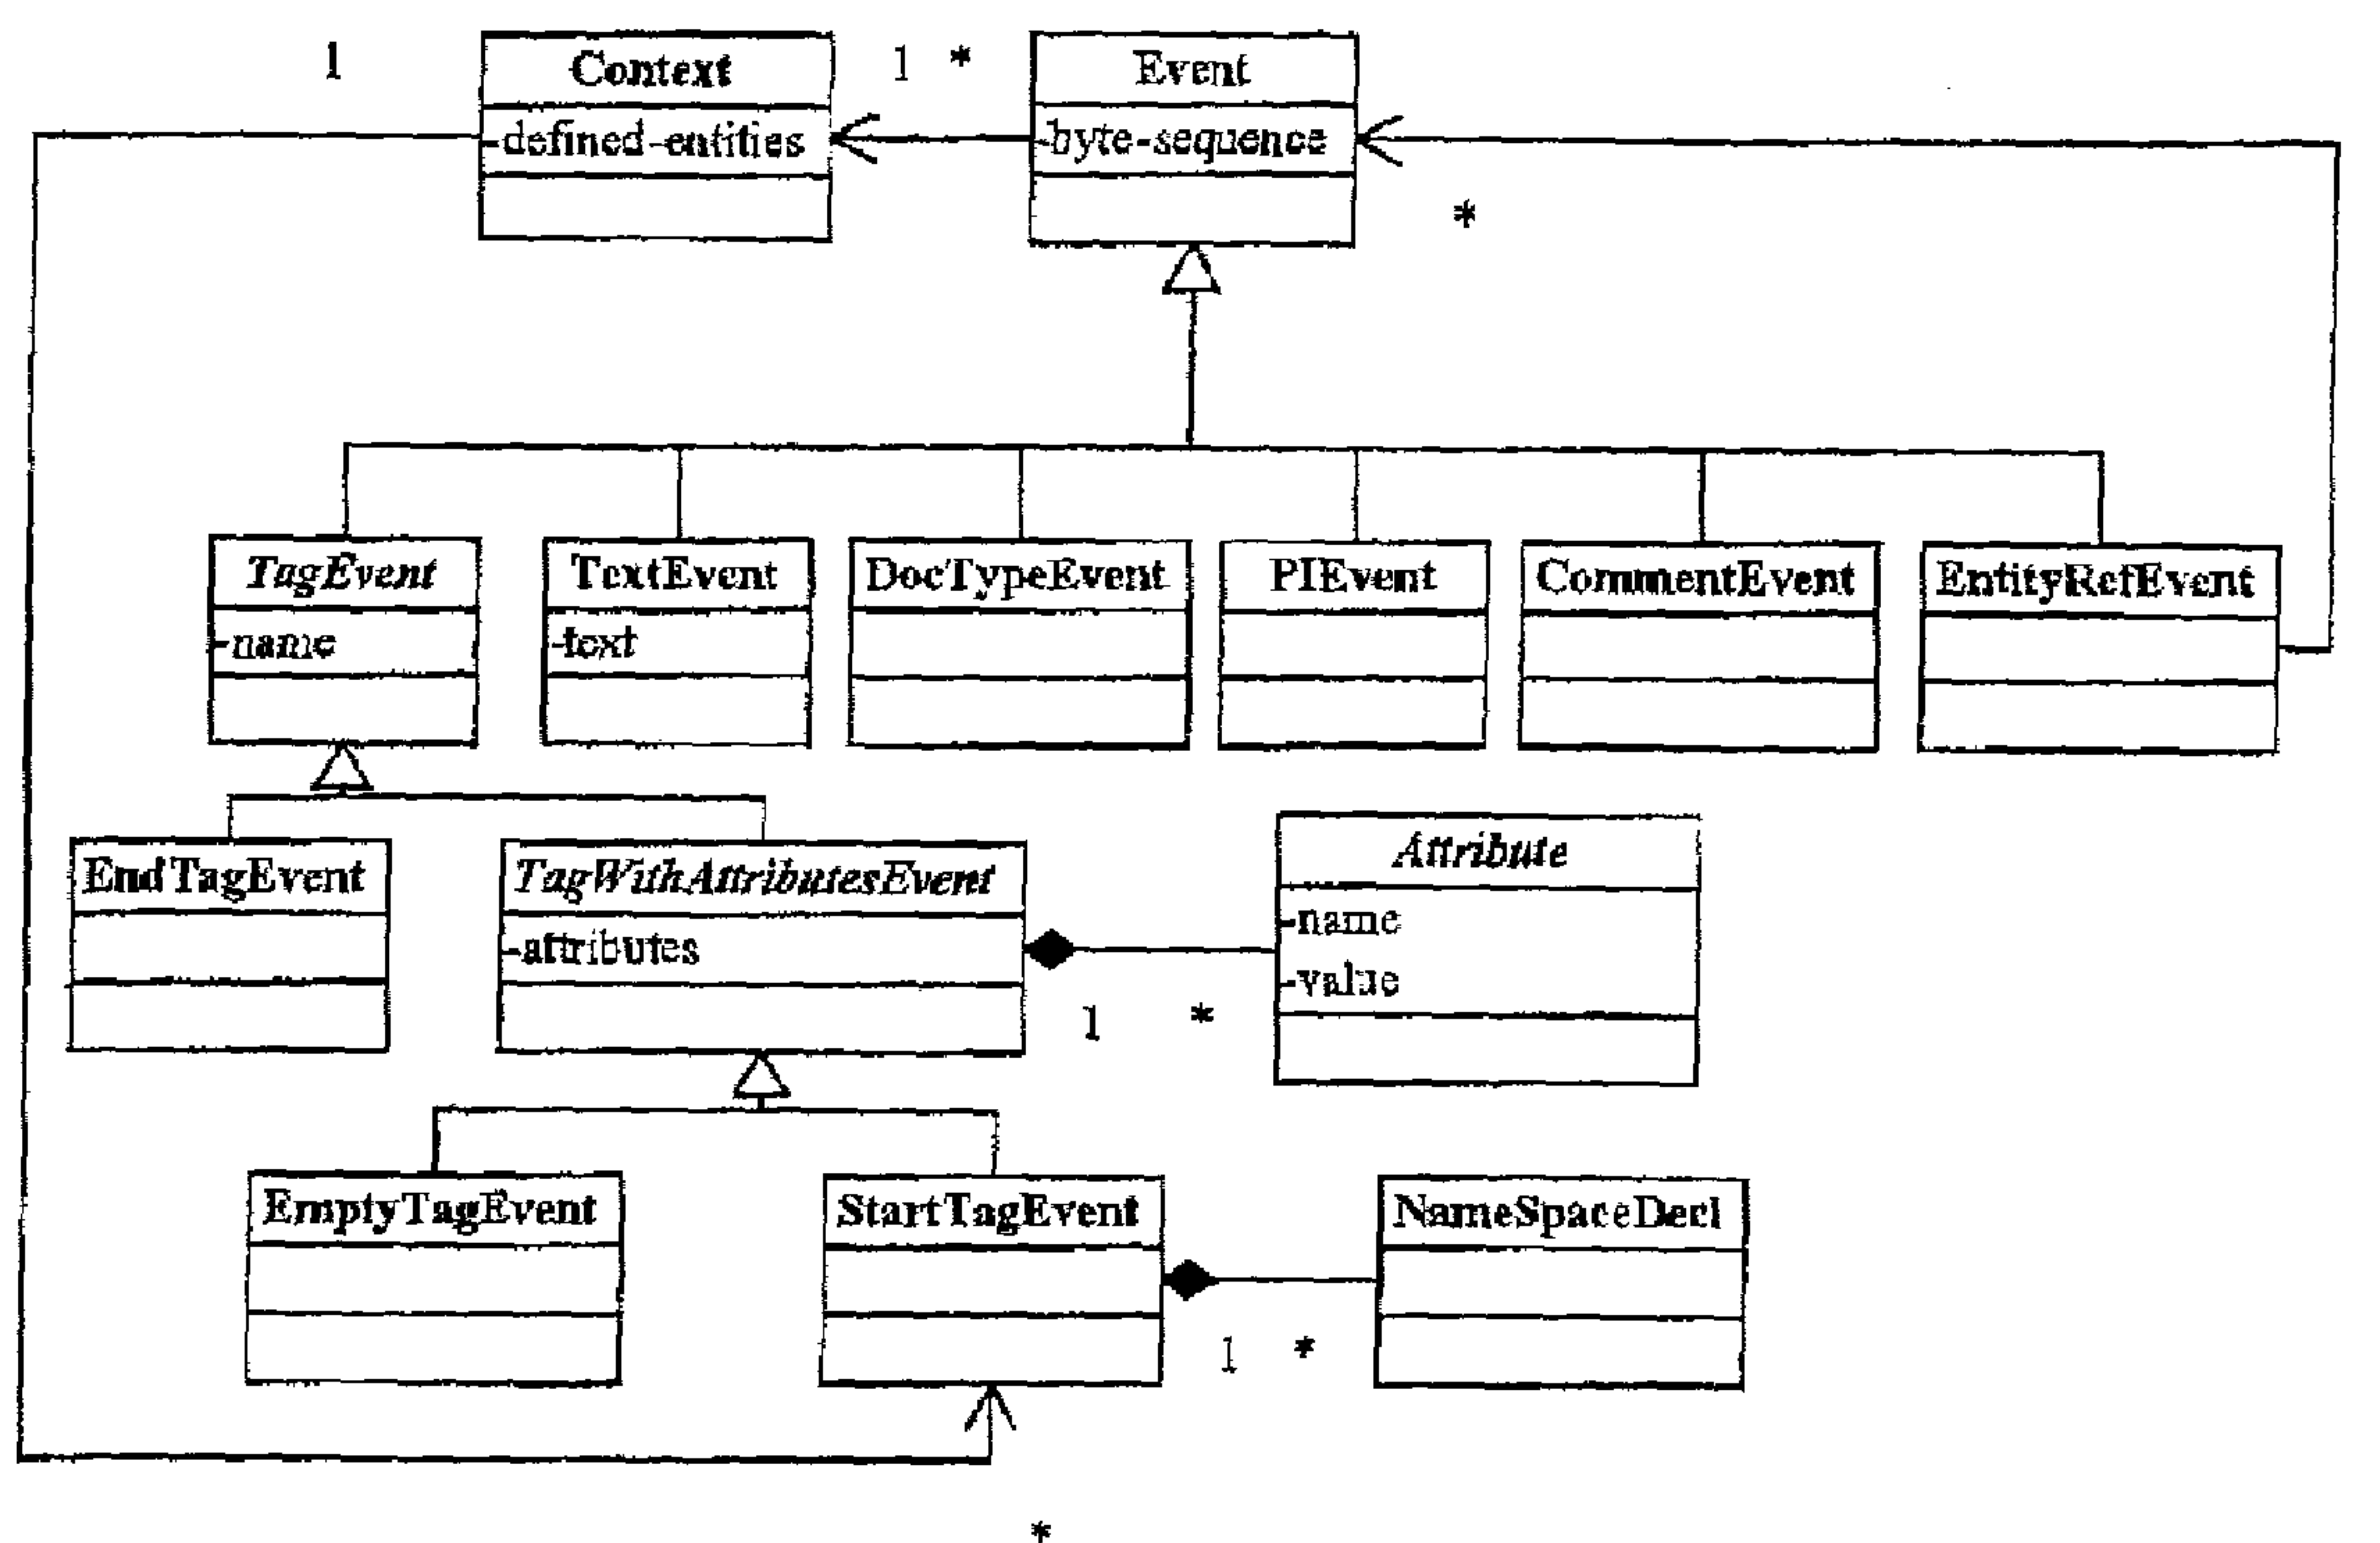 1
Context
1 *
Event
-defined-entities
-byte-sequence
*
TagEvent
TextEvent
DocTypeEvent
PIEvent
CommentEvent
EntityRefEvent
-name
-text
EndTagEvent
TagWithAttributesEvent
Attribute
-attributes
-name
-value
1 *
EmptyTagEvent
StartTagEvent
NameSpaceDecl
1 *
*